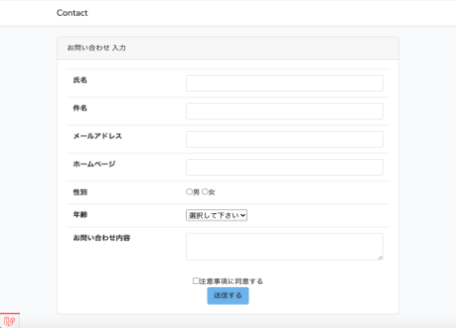 Contact
お問い合わせ 入力
氏名
件名
メールアドレス
ホームページ
性別
男 女
年齢
選択して下さい
お問い合わせ内容
注意事項に同意する
送信する